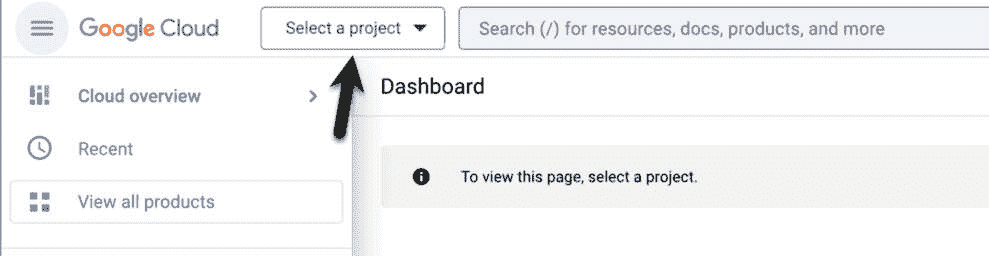 Google Cloud
Select a project
Search (/) for resources, docs, products, and more
Cloud overview
Dashboard
Recent
To view this page, select a project.
View all products